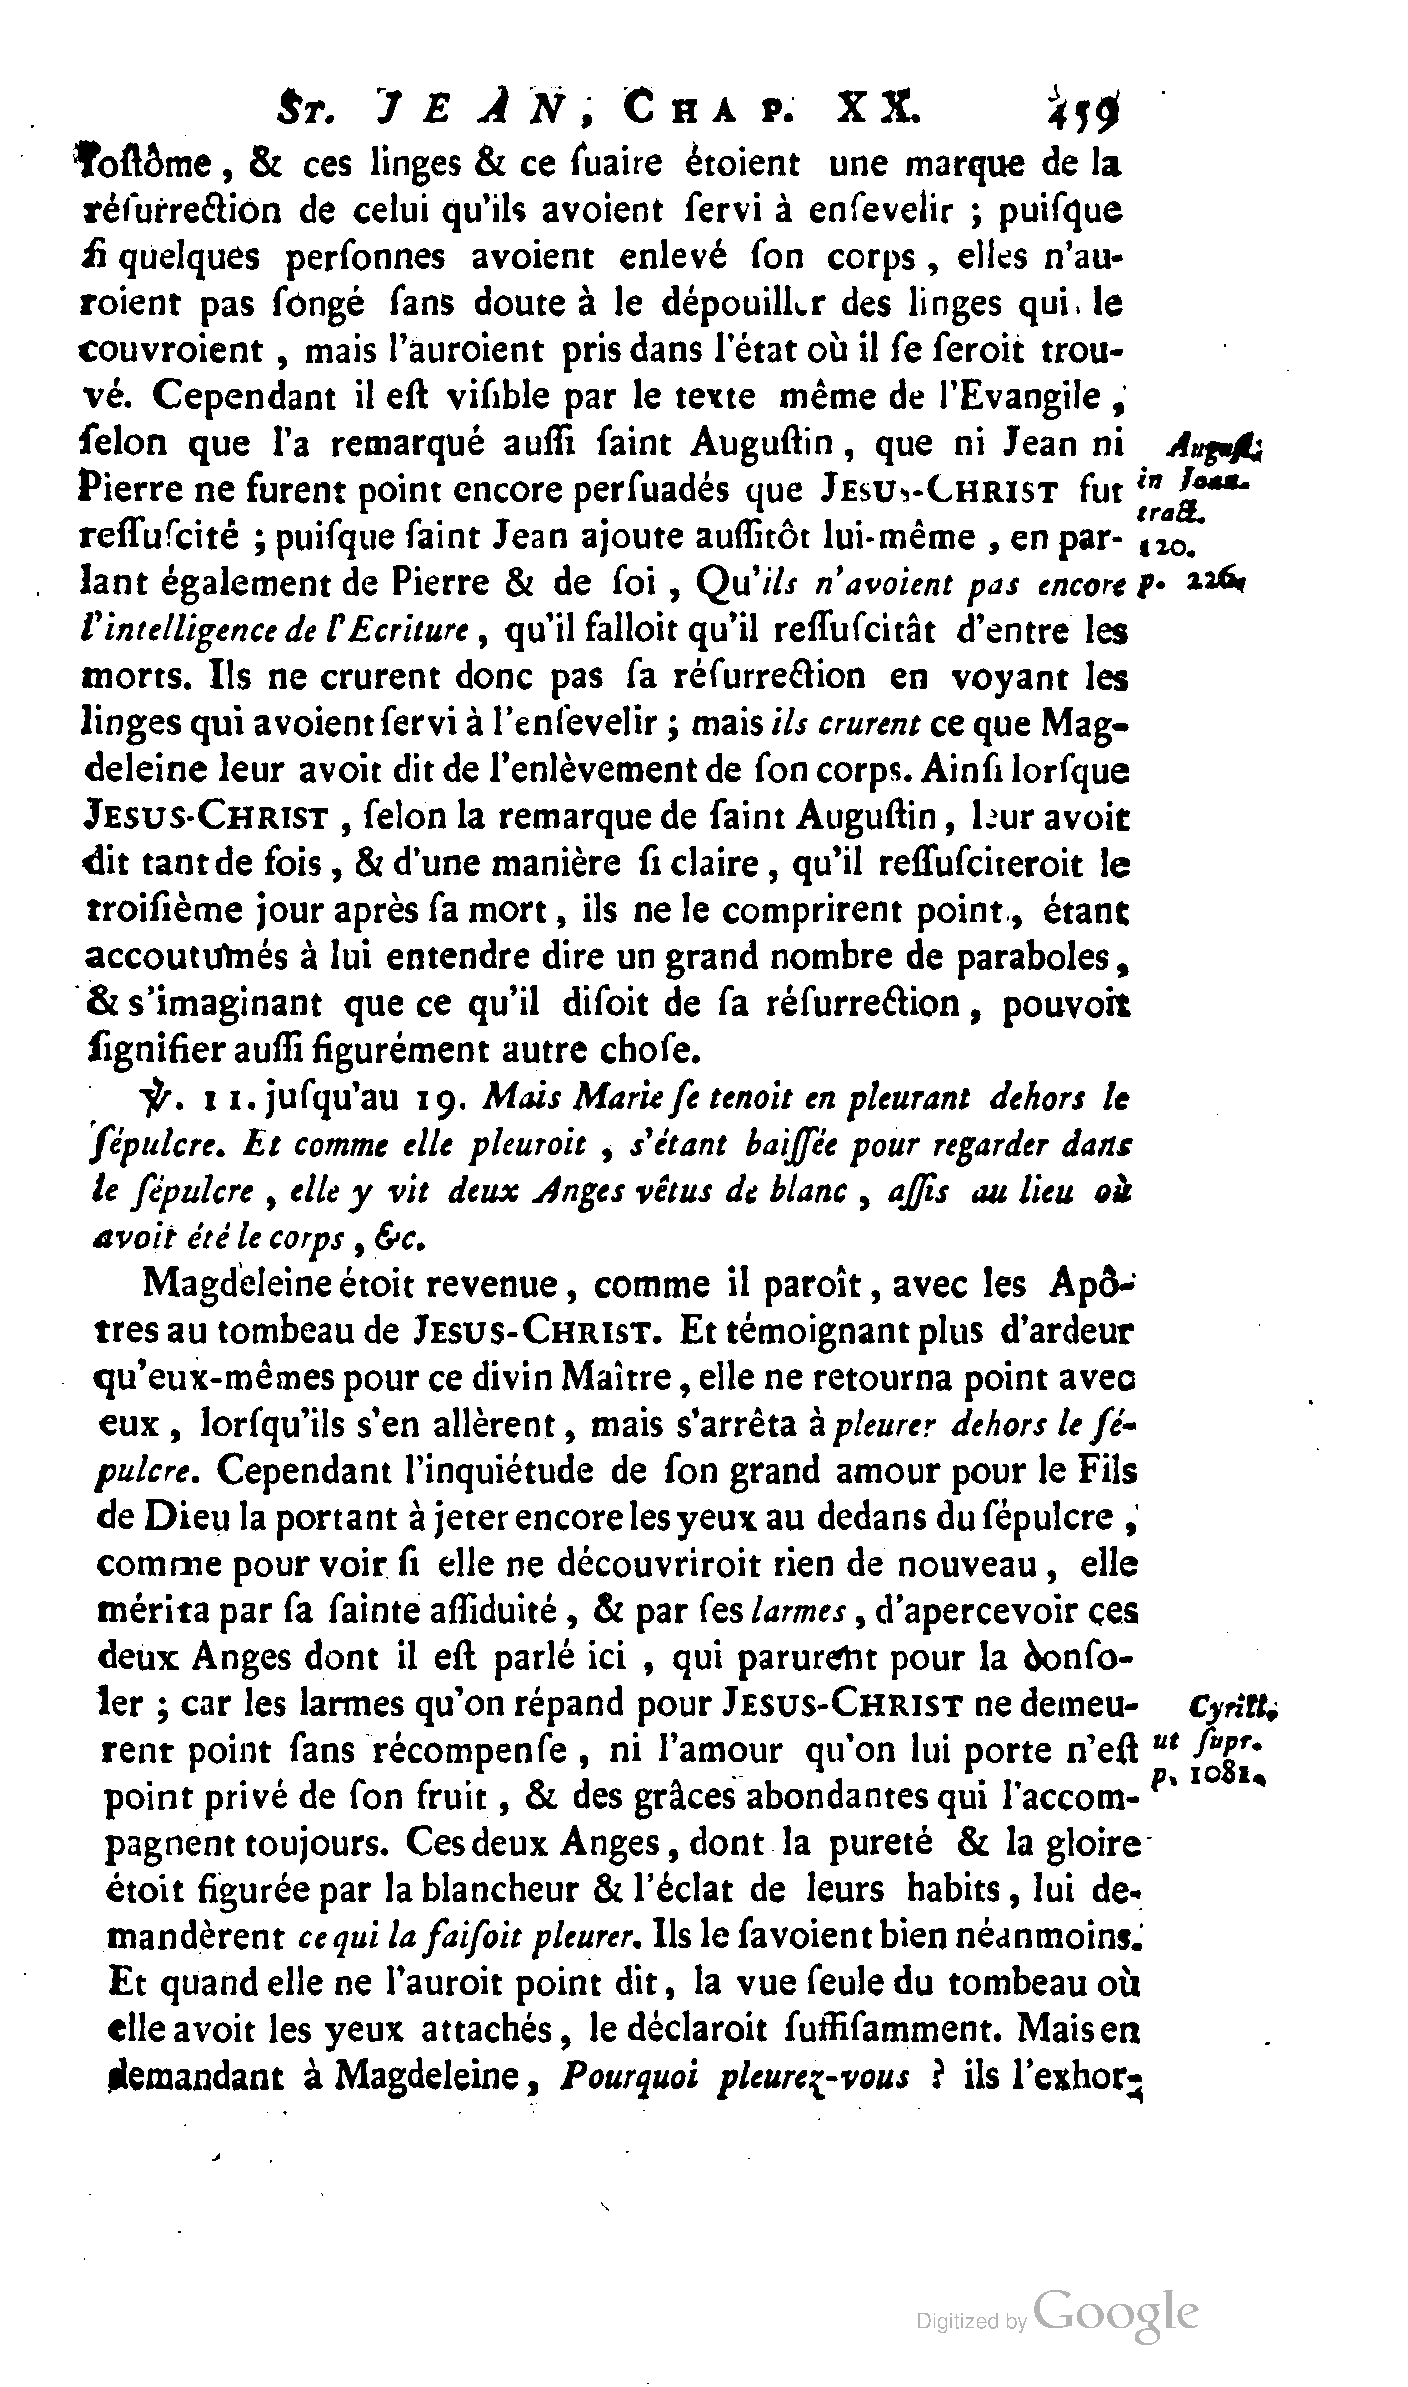 St. JEAN, CHAP. XX. 459
ſoſtôme, & ces linges & ce ſuaire étoient une marque de la
réſurrection de celui qu'ils avoient ſervi à enſevelir ; puiſque
ſi quelques perſonnes avoient enlevé ſon corps, elles n'au-
roient pas ſongé ſans doute à le dépouiller des linges qui le
couvroient, mais l'auroient pris dans l'état où il ſe ſeroit trou-
vé. Cependant il eſt viſible par le texte même de l'Evangile,
ſelon que l'a remarqué auſſi ſaint Auguſtin, que ni Jean ni
Pierre ne furent point encore perſuadés que JESUS-CHRIST fut
reſſuſcité ; puiſque ſaint Jean ajoute auſſitôt lui-même, en par-
lant également de Pierre & de ſoi, Qu'ils n'avoient pas encore
l'intelligence de l'Ecriture, qu'il falloit qu'il reſſuſcitât d'entre les
morts. Ils ne crurent donc pas ſa réſurrection en voyant les
linges qui avoient ſervi à l'enſevelir ; mais ils crurent ce que Mag-
deleine leur avoit dit de l'enlèvement de ſon corps. Ainſi lorſque
JESUS-CHRIST, ſelon la remarque de ſaint Auguſtin, leur avoit
dit tant de fois, & d'une manière ſi claire, qu'il reſſuſciteroit le
troiſième jour après ſa mort, ils ne le comprirent point, étant
accoutumés à lui entendre dire un grand nombre de paraboles,
& s'imaginant que ce qu'il diſoit de ſa réſurrection, pouvoit
ſignifier auſſi figurément autre choſe.
Auguſt.
in Joan.
tract.
120.
p. 226.
℣. 11. juſqu'au 19. Mais Marie ſe tenoit en pleurant dehors le
ſépulcre. Et comme elle pleuroit, s'étant baiſſée pour regarder dans
le ſépulcre, elle y vit deux Anges vêtus de blanc, aſſis au lieu où
avoit été le corps, &c.
Magdeleine étoit revenue, comme il paroît, avec les Apô-
tres au tombeau de JESUS-CHRIST. Et témoignant plus d'ardeur
qu'eux-mêmes pour ce divin Maître, elle ne retourna point avec
eux, lorſqu'ils s'en allèrent, mais s'arrêta à pleurer dehors le ſé-
pulcre. Cependant l'inquiétude de ſon grand amour pour le Fils
de Dieu la portant à jeter encore les yeux au dedans du ſépulcre,
comme pour voir ſi elle ne découvriroit rien de nouveau, elle
mérita par ſa ſainte aſſiduité, & par ſes larmes, d'apercevoir ces
deux Anges dont il eſt parlé ici, qui parurent pour la conſo-
ler ; car les larmes qu'on répand pour JESUS-CHRIST ne demeu-
rent point ſans récompenſe, ni l'amour qu'on lui porte n'eſt
point privé de ſon fruit, & des grâces abondantes qui l'accom-
pagnent toujours. Ces deux Anges, dont la pureté & la gloire
étoit figurée par la blancheur & l'éclat de leurs habits, lui de-
mandèrent ce qui la faiſoit pleurer. Ils le ſavoient bien néanmoins.
Et quand elle ne l'auroit point dit, la vue ſeule du tombeau où
elle avoit les yeux attachés, le déclaroit ſuffiſamment. Mais en
demandant à Magdeleine, Pourquoi pleurez-vous ? ils l'exhor-
Cyrill.
ut ſupr.
p. 1081.
Digitized by Google